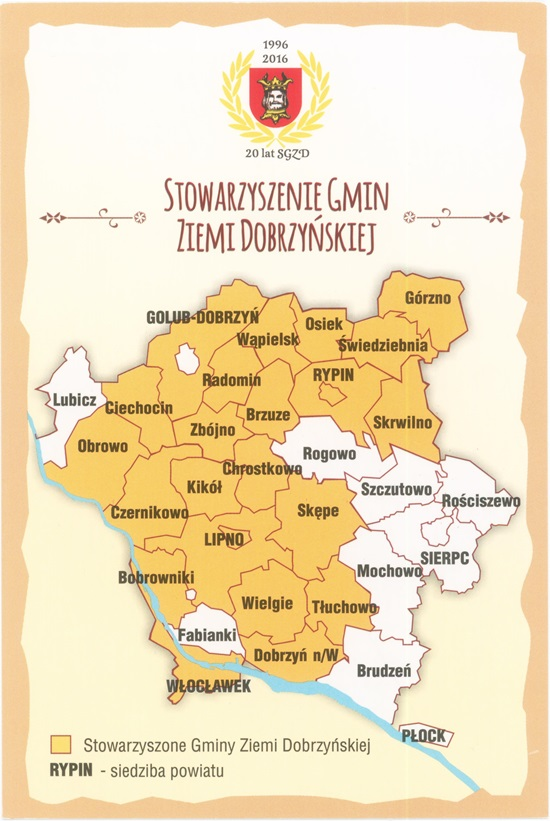 1996
2016
20 lat SGZD
STOWARZYSZENIE GMIN
ZIEMI DOBRZYŃSKIEJ
Górzno
GOLUB-DOBRZYŃ
Osiek
Wąpielsk
Świedziebnia
Radomin
RYPIN
Lubicz
Ciechocin
Brzuze
Skrwilno
Zbójno
Obrowo
Rogowo
Chrostkowo
Kikół
Szczutowo
Rościszewo
Czernikowo
Skępe
LIPNO
SIERPC
Mochowo
Bobrowniki
Wielgie
Tłuchowo
Fabianki
Dobrzyń n/W
Brudzeń
WŁOCŁAWEK
PŁOCK
Stowarzyszone Gminy Ziemi Dobrzyńskiej
RYPIN - siedziba powiatu